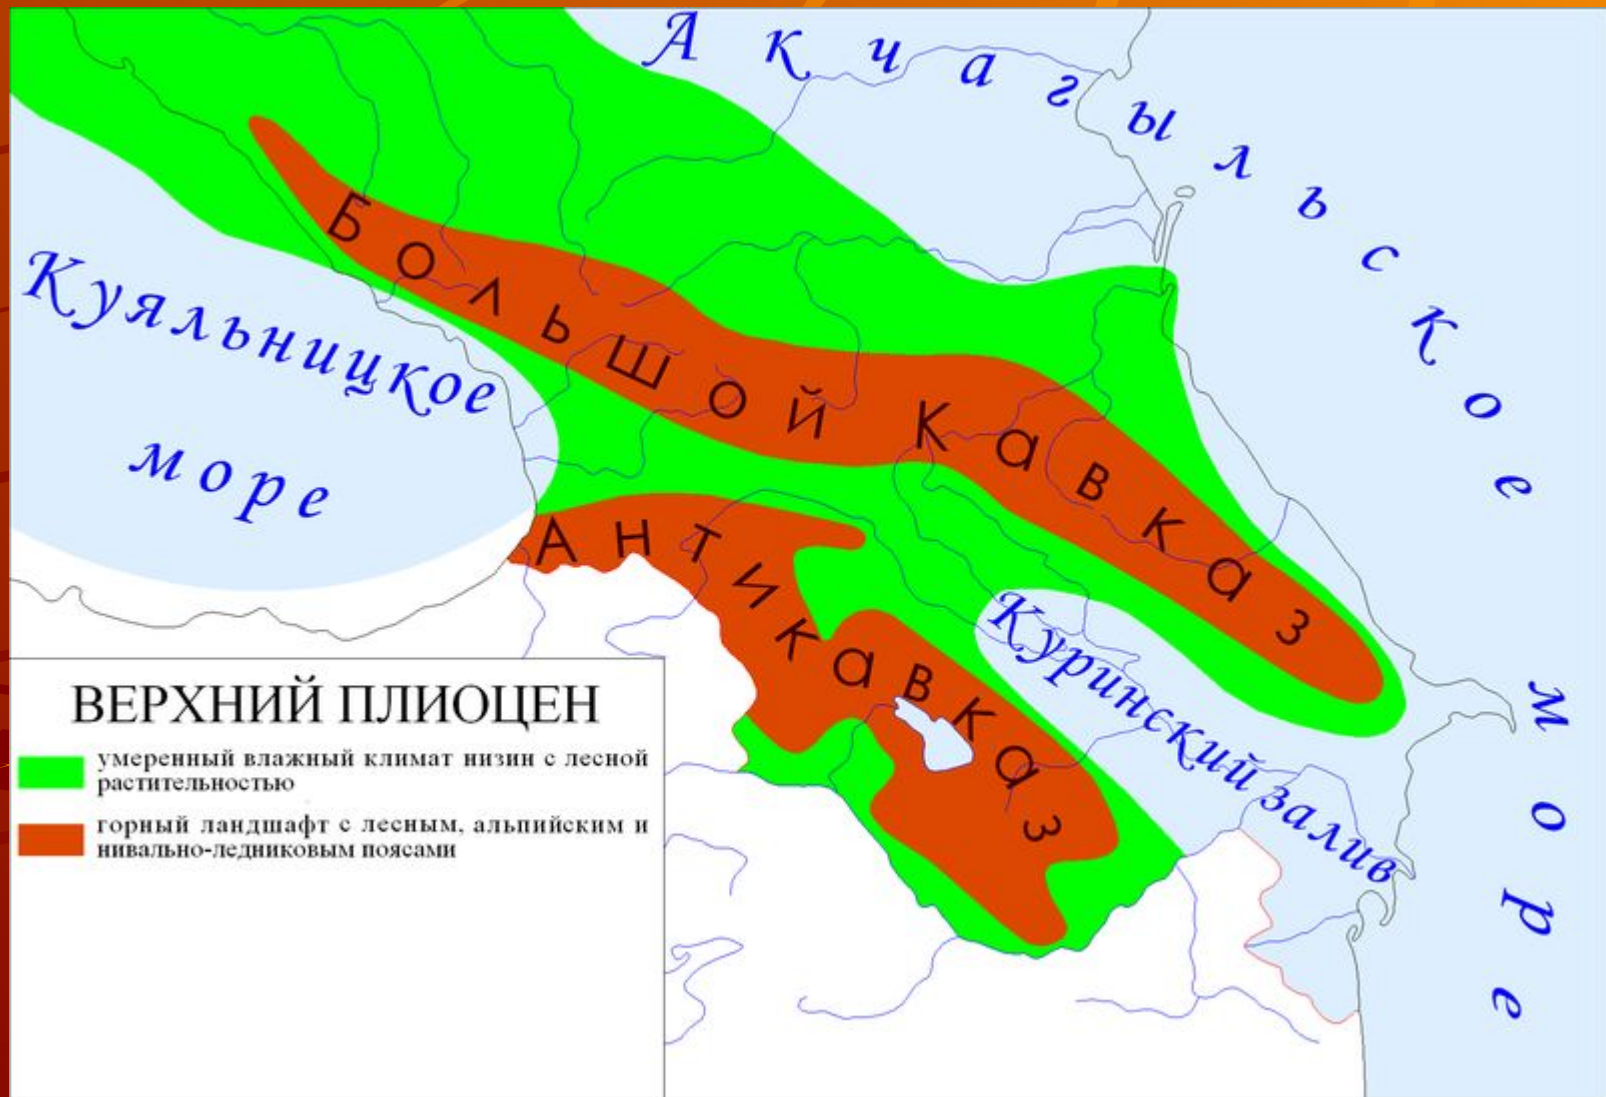 Акчагыльское море
Большой Кавказ
Куяльницкое
море
Антикавказ
Куринский залив
ВЕРХНИЙ ПЛИОЦЕН
умеренный влажный климат низин с лесной
растительностью
горный ландшафт с лесным, альпийским и
нивально-ледниковым поясами